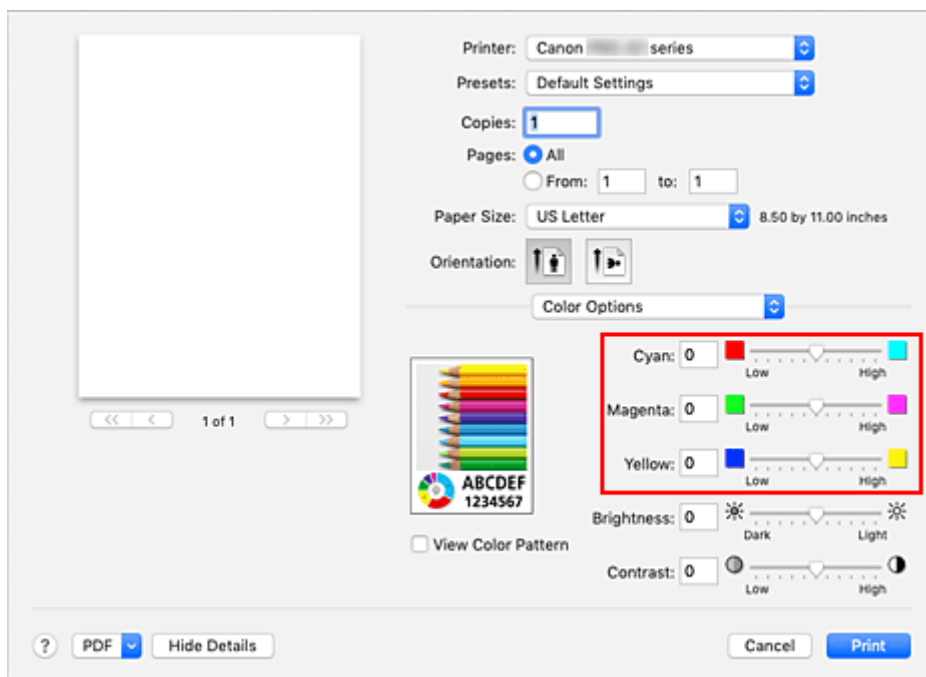 Printer: Canon series
Presets: Default Settings
Copies: 1
Pages: All
From: 1 to: 1
Paper Size: US Letter 8.50 by 11.00 inches
Orientation:
Color Options
Cyan: 0
Low High
Magenta: 0
Low High
Yellow: 0
Low High
Brightness: 0
Dark Light
Contrast: 0
Low High
1 of 1
ABCDEF
1234567
View Color Pattern
? PDF Hide Details Cancel Print